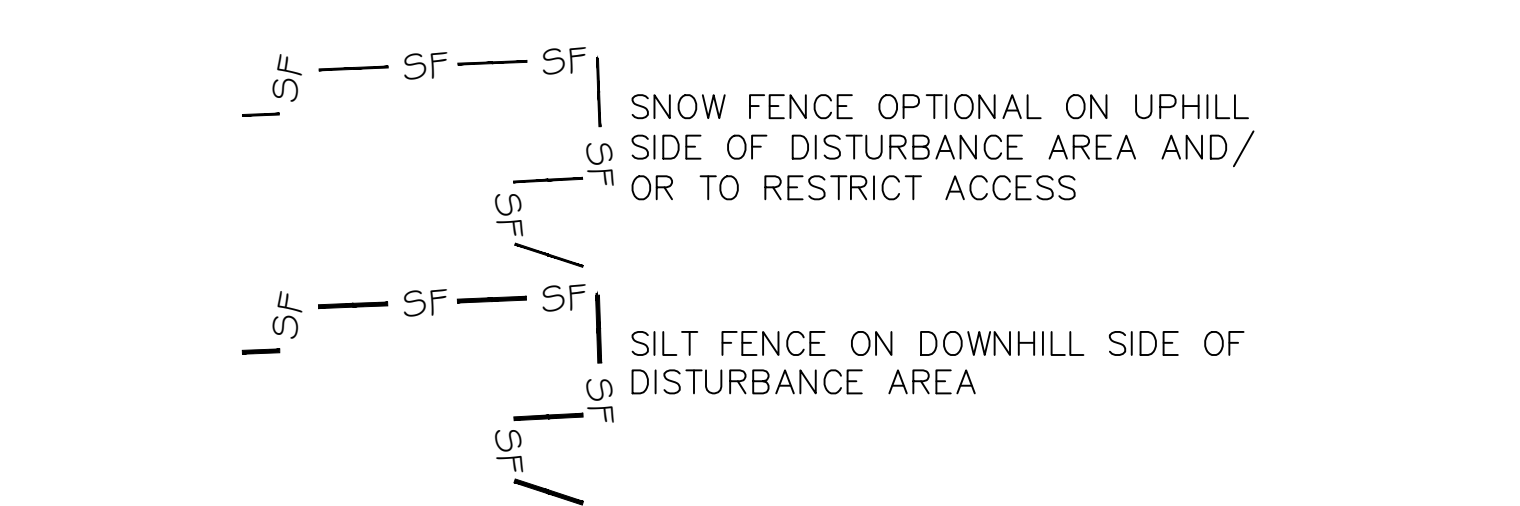 SF SF SF
SNOW FENCE OPTIONAL ON UPHILL
SIDE OF DISTURBANCE AREA AND/
OR TO RESTRICT ACCESS
SF
SF
SF SF SF
SILT FENCE ON DOWNHILL SIDE OF
DISTURBANCE AREA
SF
SF